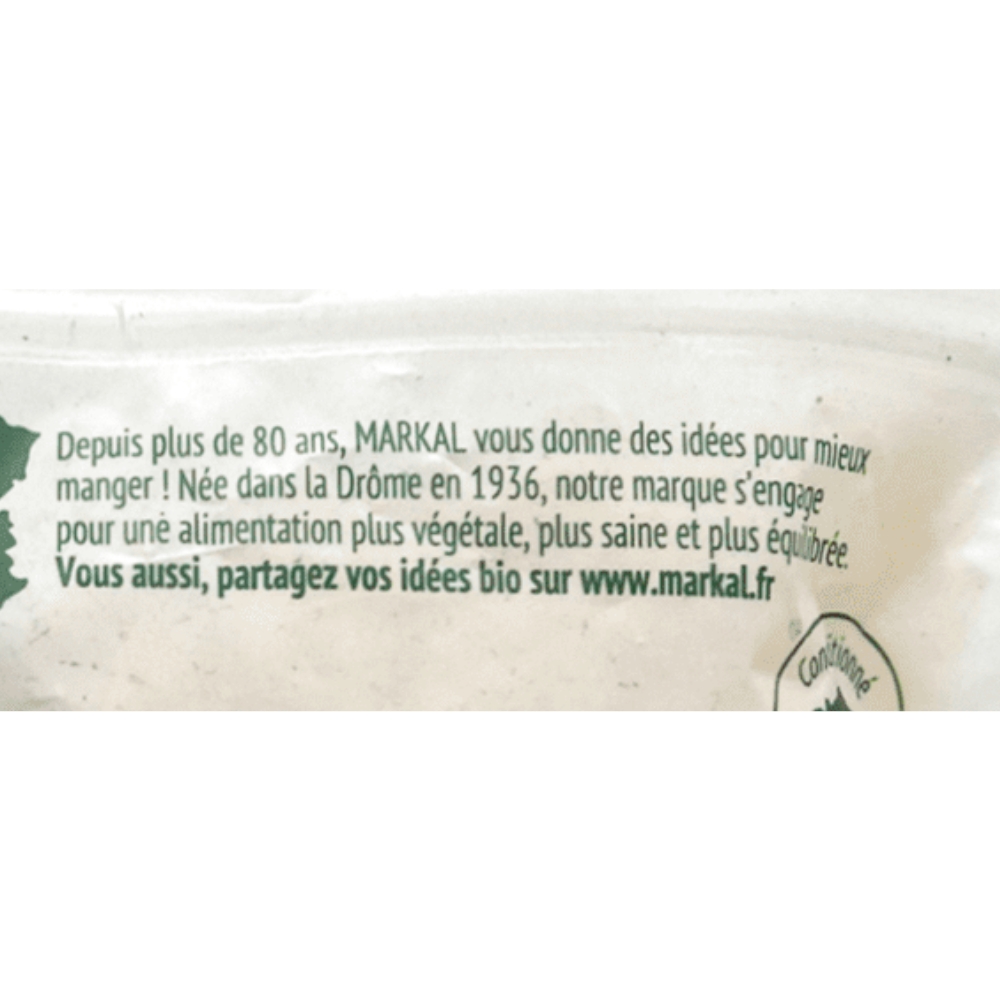 Depuis plus de 80 ans, MARKAL vous donne des idées pour mieux
manger ! Née dans la Drôme en 1936, notre marque s'engage
pour une alimentation plus végétale, plus saine et plus équilibrée.
Vous aussi, partagez vos idées bio sur www.markal.fr
Conditionné